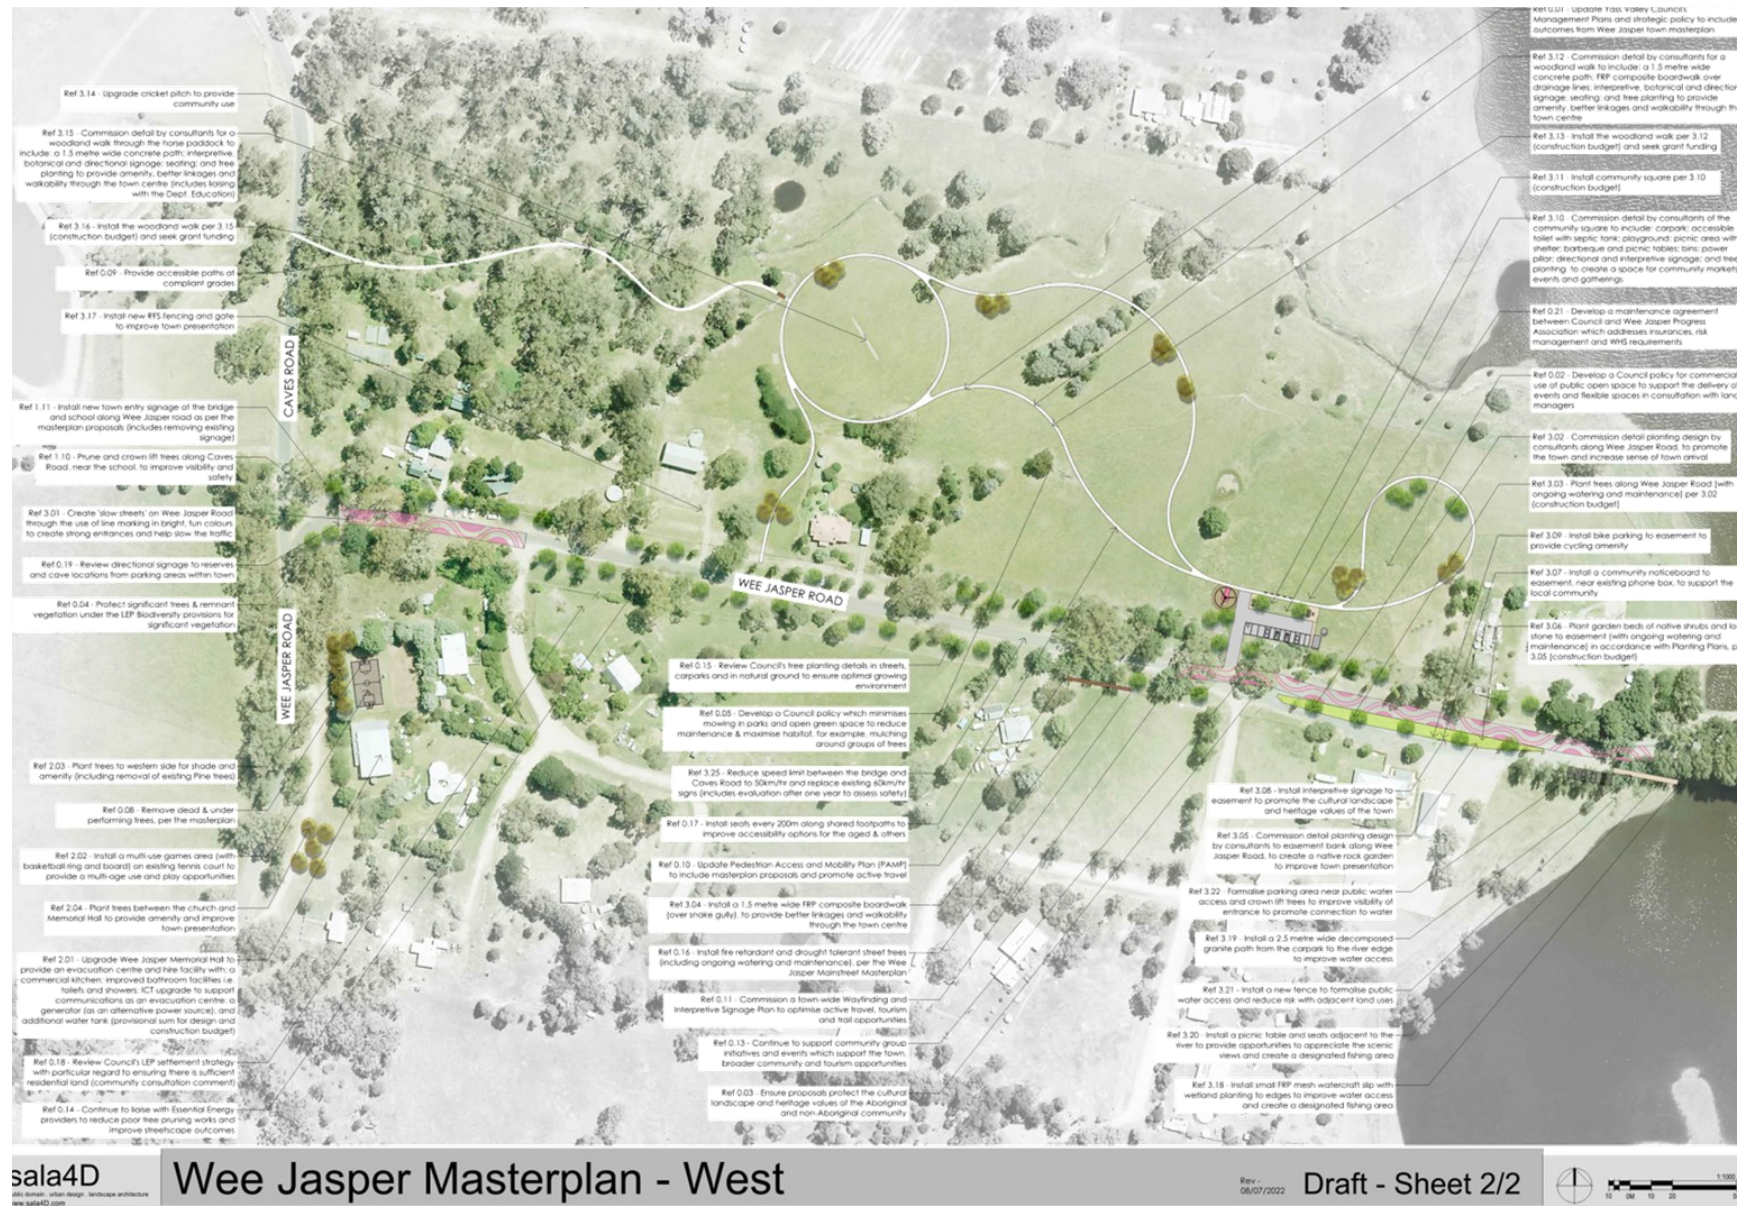 Ref 3.14 - Upgrade cricket pitch to provide
community use
Ref 3.15 - Commission detail by consultants for a
woodland walk through the horse paddock to
include: a 1.5 metre wide concrete path; interpretive,
botanical and directional signage; seating; and tree
planting to provide amenity, better linkages and
walkability through the town centre (includes liaising
with the Dept. Education)
Ref 3.16 - Install the woodland walk per 3.15
(construction budget) and seek grant funding
Ref 0.09 - Provide accessible paths at
compliant grades
Ref 3.17 - Install new RFS fencing and gate
to improve town presentation
Ref 1.11 - Install new town entry signage at the bridge
and school along Wee Jasper road as per the
masterplan proposals (includes removing existing
signage)
Ref 1.10 - Prune and crown lift trees along Caves
Road, near the school, to improve visibility and
safety
Ref 3.01 - Create 'slow streets' on Wee Jasper Road
through the use of line marking in bright, fun colours
to create strong entrances and help slow the traffic
Ref 0.19 - Review directional signage to reserves
and cave locations from parking areas within town
Ref 0.04 - Protect significant trees & remnant
vegetation under the LEP Biodiversity provisions for
significant vegetation
Ref 2.03 - Plant trees to western side for shade and
amenity (including removal of existing Pine trees)
Ref 0.08 - Remove dead & under
performing trees, per the masterplan
Ref 2.02 - Install a multi use games area (with
basketball ring and board) on existing tennis court to
provide a multi-age use and play opportunities
Ref 2.04 - Plant trees between the church and
Memorial Hall to provide amenity and improve
town presentation
Ref 2.01 - Upgrade Wee Jasper Memorial Hall to
provide an evacuation centre and hire facility with: a
commercial kitchen; improved bathroom facilities i.e.
toilets and showers; ICT upgrade to support
communications as an evacuation centre; a
generator (as an alternative power source); and
additional water tank (provisional sum for design and
construction budget)
Ref 0.18 - Review Council's LEP settlement strategy
with particular regard to ensuring there is sufficient
residential land (community consultation comment)
Ref 0.14 - Continue to liaise with Essential Energy
providers to reduce poor tree pruning works and
improve streetscape outcomes
CAVES ROAD
WEE JASPER ROAD
WEE JASPER ROAD
Ref 0.15 - Review Council's tree planting details in streets,
carparks and in natural ground to ensure optimal growing
environment
Ref 0.05 - Develop a Council policy which minimises
mowing in parks and open green space to reduce
maintenance & maximise habitat, for example, mulching
around groups of trees
Ref 3.25 - Reduce speed limit between the bridge and
Caves Road to 50km/hr and replace existing 60km/hr
signs (includes evaluation after one year to assess safety)
Ref 0.17 - Install seats every 200m along shared footpaths to
improve accessibility options for the aged & others
Ref 0.10 - Update Pedestrian Access and Mobility Plan (PAMP)
to include masterplan proposals and promote active travel
Ref 3.04 - Install a 1.5 metre wide FRP composite boardwalk
(over snake gully), to provide better linkages and walkability
through the town centre
Ref 0.16 - Install fire retardant and drought tolerant street trees
(including ongoing watering and maintenance), per the Wee
Jasper Mainstreet Masterplan
Ref 0.11 - Commission a town-wide Wayfinding and
Interpretive Signage Plan to optimise active travel, tourism
and trail opportunities
Ref 0.13 - Continue to support community group
initiatives and events which support the town,
broader community and tourism opportunities
Ref 0.03 - Ensure proposals protect the cultural
landscape and heritage values of the Aboriginal
and non-Aboriginal community
Ref 0.01 - Update Yass Valley Council's
Management Plans and strategic policy to include
outcomes from Wee Jasper town masterplan
Ref 3.12 - Commission detail by consultants for a
woodland walk to include: a 1.5 metre wide
concrete path; FRP composite boardwalk over
drainage lines; interpretive, botanical and direction
signage; seating; and tree planting to provide
amenity, better linkages and walkability through th
town centre
Ref 3.13 - Install the woodland walk per 3.12
(construction budget) and seek grant funding
Ref 3.11 - Install community square per 3.10
(construction budget)
Ref 3.10 - Commission detail by consultants of the
community square to include: carpark; accessible
toilet with septic tank; playground; picnic area with
shelter; barbeque and picnic tables; bins; power
pillar; directional and interpretive signage; and tree
planting, to create a space for community markets,
events and gatherings
Ref 0.21 - Develop a maintenance agreement
between Council and Wee Jasper Progress
Association which addresses insurances, risk
management and WHS requirements
Ref 0.02 - Develop a Council policy for commercial
use of public open space to support the delivery of
events and flexible spaces in consultation with land
managers
Ref 3.02 - Commission detail planting design by
consultants along Wee Jasper Road, to promote
the town and increase sense of town arrival
Ref 3.03 - Plant trees along Wee Jasper Road (with
ongoing watering and maintenance) per 3.02
(construction budget)
Ref 3.09 - Install bike parking to easement to
provide cycling amenity
Ref 3.07 - Install a community noticeboard to
easement, near existing phone box, to support the
local community
Ref 3.06 - Plant garden beds of native shrubs and lo
stone to easement (with ongoing watering and
maintenance) in accordance with Planting Plans, p
3.05 (construction budget)
Ref 3.08 - Install interpretive signage to
easement to promote the cultural landscape
and heritage values of the town
Ref 3.05 - Commission detail planting design
by consultants to easement bank along Wee
Jasper Road, to create a native rock garden
to improve town presentation
Ref 3.22 - Formalise parking area near public water
access and crown lift trees to improve visibility of
entrance to promote connection to water
Ref 3.19 - Install a 2.5 metre wide decomposed
granite path from the carpark to the river edge
to improve water access
Ref 3.21 - Install a new fence to formalise public
water access and reduce risk with adjacent land uses
Ref 3.20 - Install a picnic table and seats adjacent to the
river to provide opportunities to appreciate the scenic
views and create a designated fishing area
Ref 3.18 - Install small FRP mesh watercraft slip with
wetland planting to edges to improve water access
and create a designated fishing area
sala4D
public domain . urban design . landscape architecture
www.sala4D.com
Wee Jasper Masterplan - West
Rev -
08/07/2022
Draft - Sheet 2/2
1:1000
10 0M 10 20